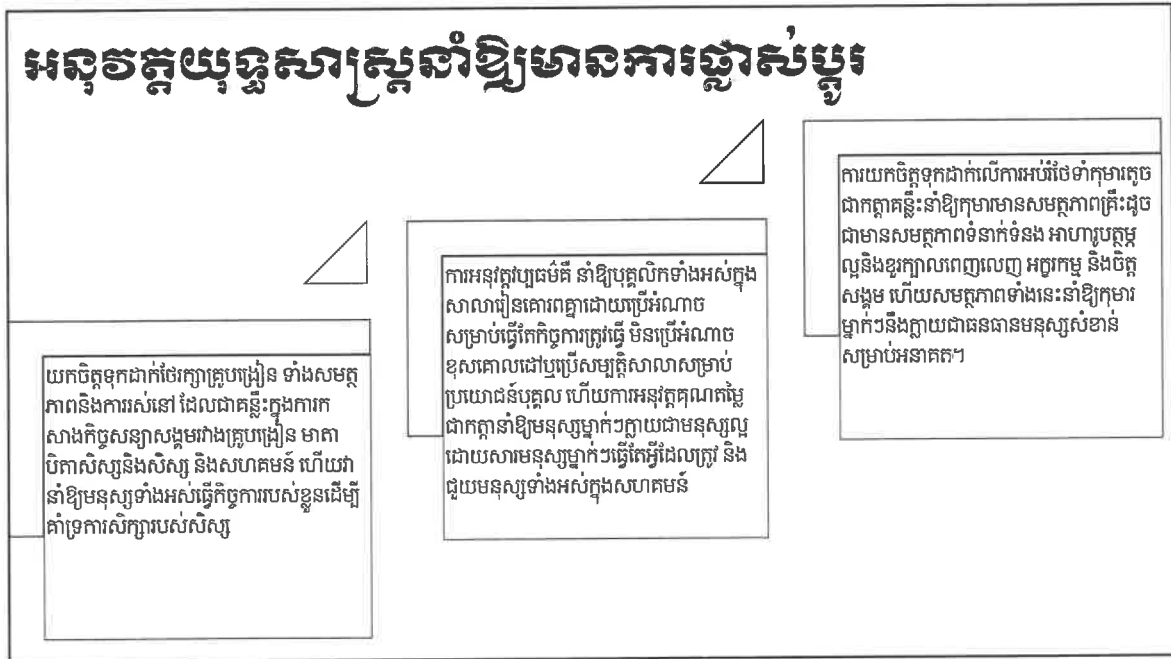 អនុវត្តយុទ្ធសាស្ត្រនាំឱ្យមានការផ្លាស់ប្តូរ
យកចិត្តទុកដាក់ថែរក្សាគ្រូបង្រៀន ទាំងសមត្ថ
ភាពនិងការរស់នៅ ដែលជាគន្លឹះក្នុងការក
សាងកិច្ចសន្យាសង្គមរវាងគ្រូបង្រៀន មាតា
បិតាសិស្សនិងសិស្ស និងសហគមន៍ ហើយវា
នាំឱ្យមនុស្សទាំងអស់ធ្វើកិច្ចការរបស់ខ្លួនដើម្បី
គាំទ្រការសិក្សារបស់សិស្ស
ការអនុវត្តវប្បធម៌គឺ នាំឱ្យបុគ្គលិកទាំងអស់ក្នុង
សាលារៀនគោរពគ្នាដោយប្រើអំណាច
សម្រាប់ធ្វើតែកិច្ចការត្រូវធ្វើ មិនប្រើអំណាច
ខុសគោលដៅឬប្រើសម្បត្តិសាលាសម្រាប់
ប្រយោជន៍បុគ្គល ហើយការអនុវត្តគុណតម្លៃ
ជាកត្តានាំឱ្យមនុស្សម្នាក់ៗក្លាយជាមនុស្សល្អ
ដោយសារមនុស្សម្នាក់ៗធ្វើតែអ្វីដែលត្រូវ និង
ជួយមនុស្សទាំងអស់ក្នុងសហគមន៍
ការយកចិត្តទុកដាក់លើការអប់រំថែទាំកុមារតូច
ជាកត្តាគន្លឹះនាំឱ្យកុមារមានសមត្ថភាពគ្រឹះដូច
ជាមានសមត្ថភាពទំនាក់ទំនង អាហារូបត្ថម្ភ
ល្អនិងខួរក្បាលពេញលេញ អក្ខរកម្ម និងចិត្ត
សង្គម ហើយសមត្ថភាពទាំងនេះនាំឱ្យកុមារ
ម្នាក់ៗនឹងក្លាយជាធនធានមនុស្សសំខាន់
សម្រាប់អនាគត។